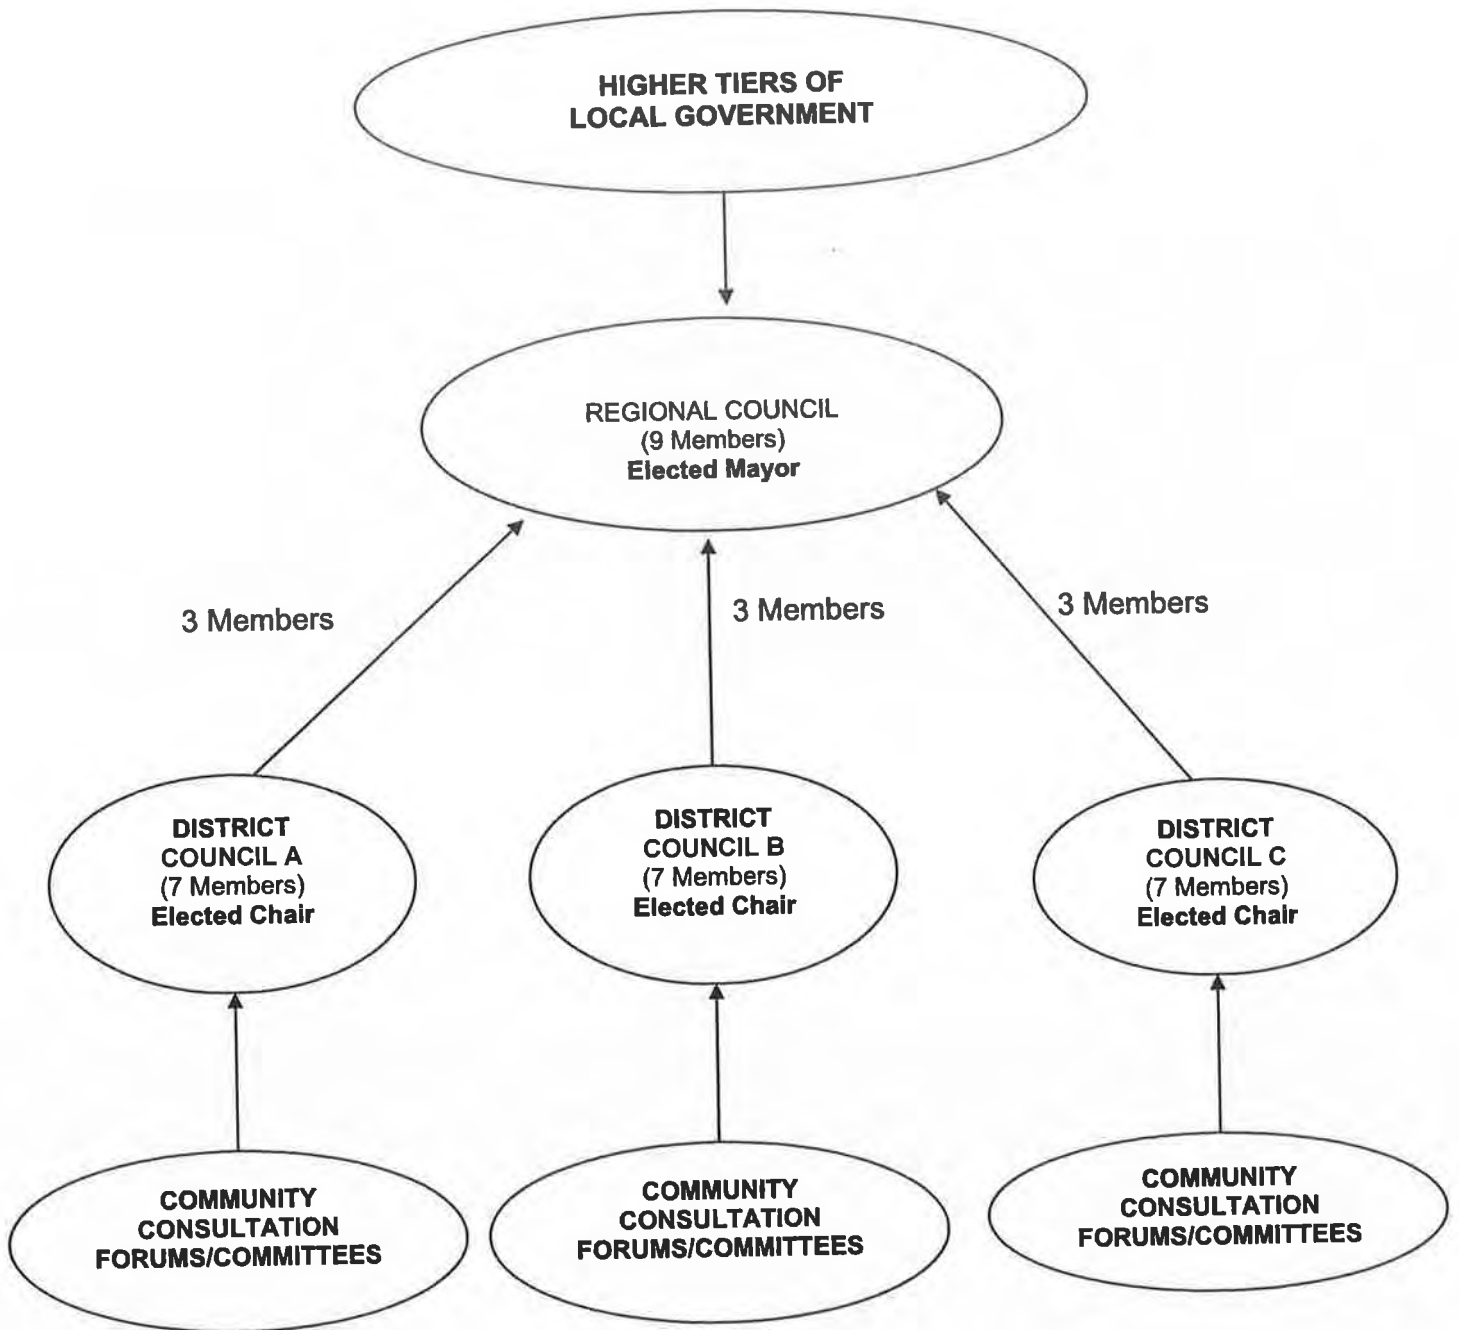 HIGHER TIERS OF
LOCAL GOVERNMENT
REGIONAL COUNCIL
(9 Members)
Elected Mayor
3 Members
3 Members
3 Members
DISTRICT
COUNCIL A
(7 Members)
Elected Chair
DISTRICT
COUNCIL B
(7 Members)
Elected Chair
DISTRICT
COUNCIL C
(7 Members)
Elected Chair
COMMUNITY
CONSULTATION
FORUMS/COMMITTEES
COMMUNITY
CONSULTATION
FORUMS/COMMITTEES
COMMUNITY
CONSULTATION
FORUMS/COMMITTEES